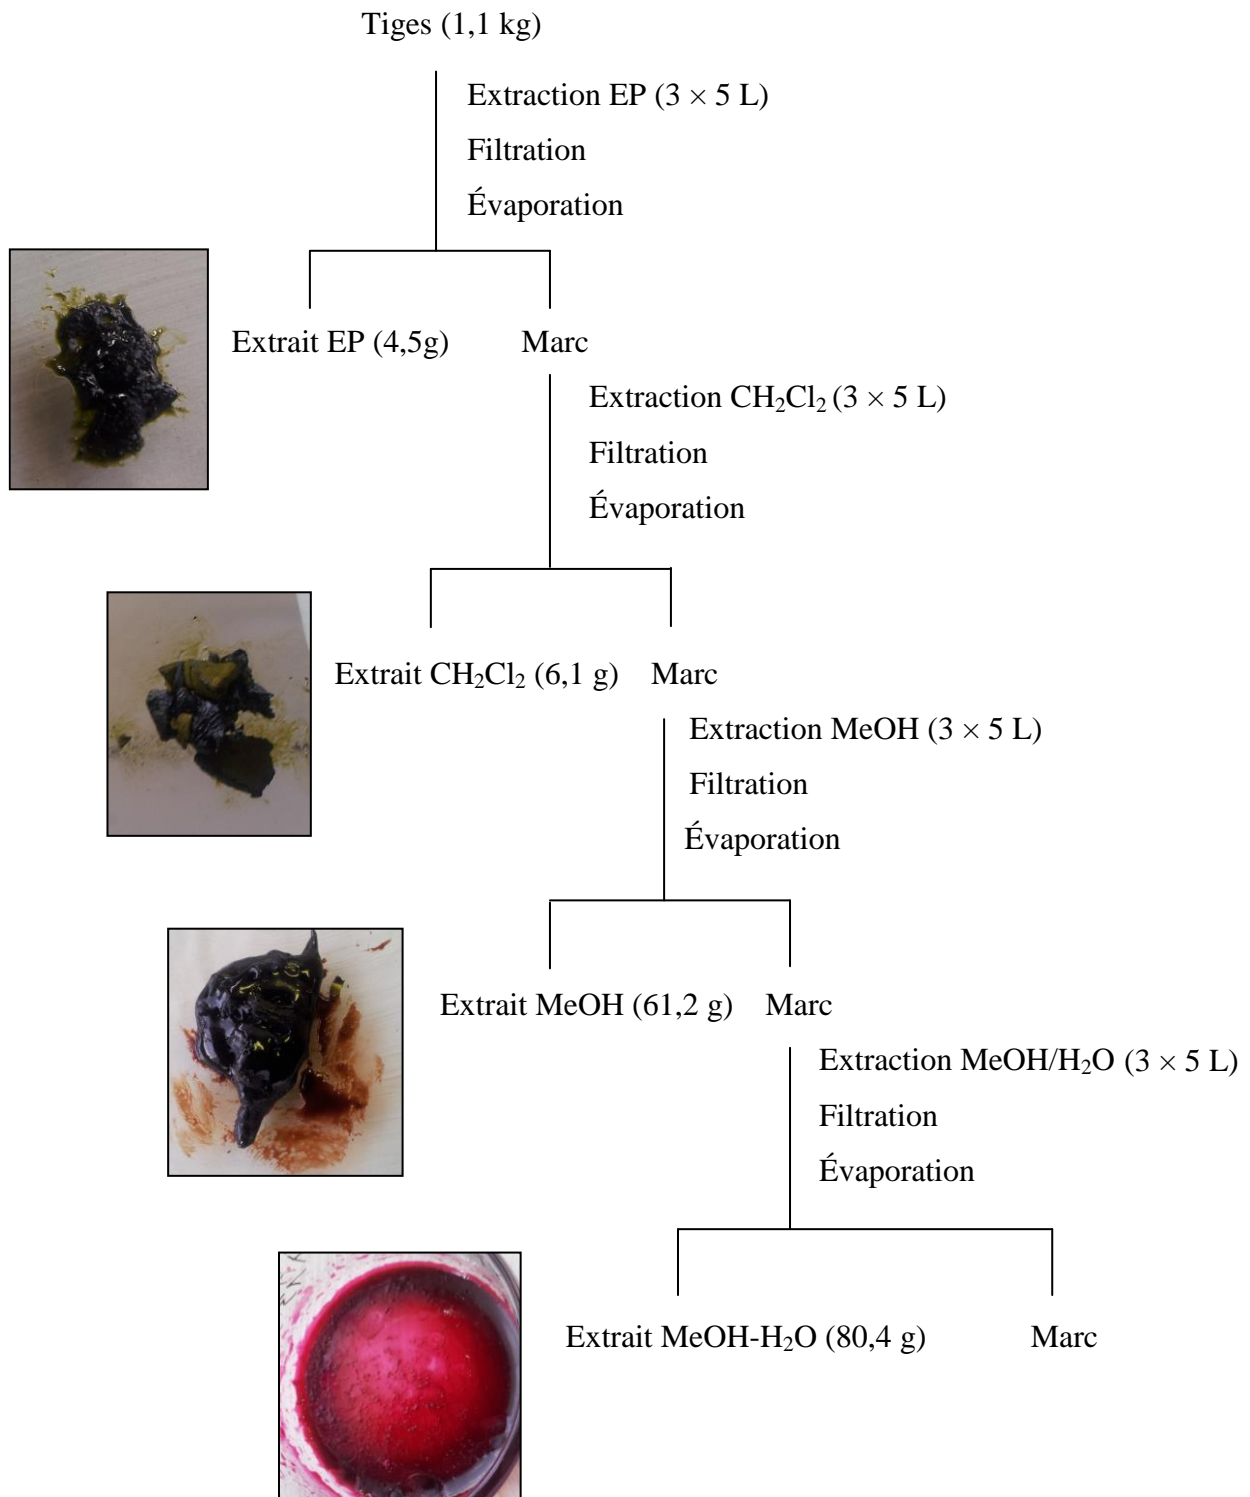 Tiges (1,1 kg)
Extraction EP (3 × 5 L)
Filtration
Évaporation
Extrait EP (4,5g) Marc
Extraction CH₂Cl₂ (3 × 5 L)
Filtration
Évaporation
Extrait CH₂Cl₂ (6,1 g) Marc
Extraction MeOH (3 × 5 L)
Filtration
Évaporation
Extrait MeOH (61,2 g) Marc
Extraction MeOH/H₂O (3 × 5 L)
Filtration
Évaporation
Extrait MeOH-H₂O (80,4 g) Marc